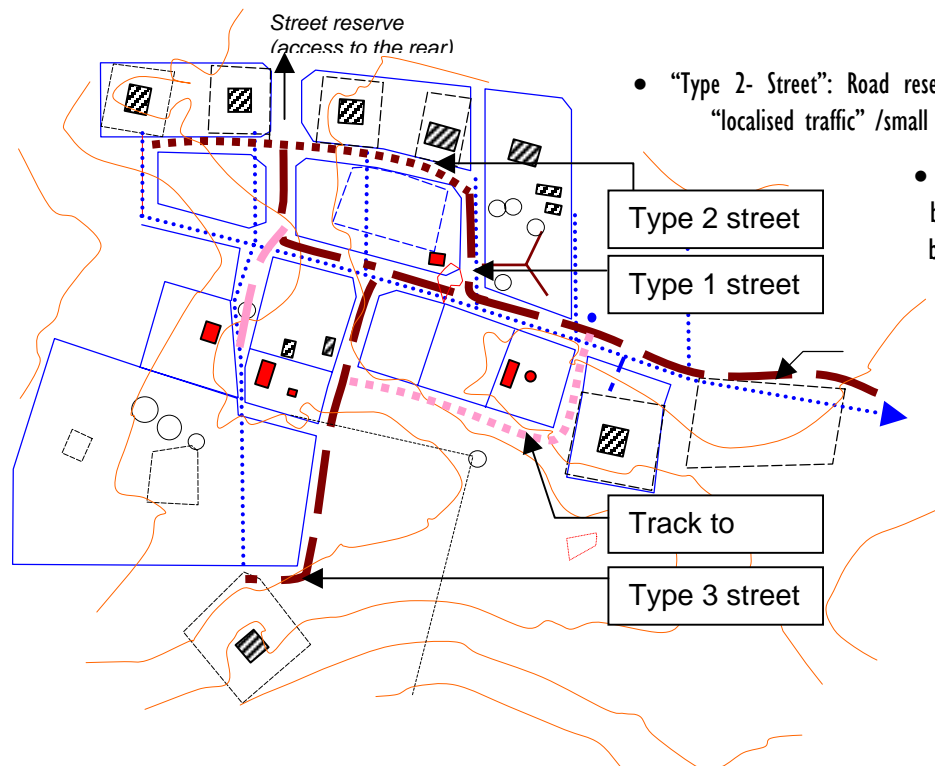 Street reserve
(access to the rear)
• "Type 2- Street": Road rese
"localised traffic" /small
•
b
b
Type 2 street
Type 1 street
Track to
Type 3 street